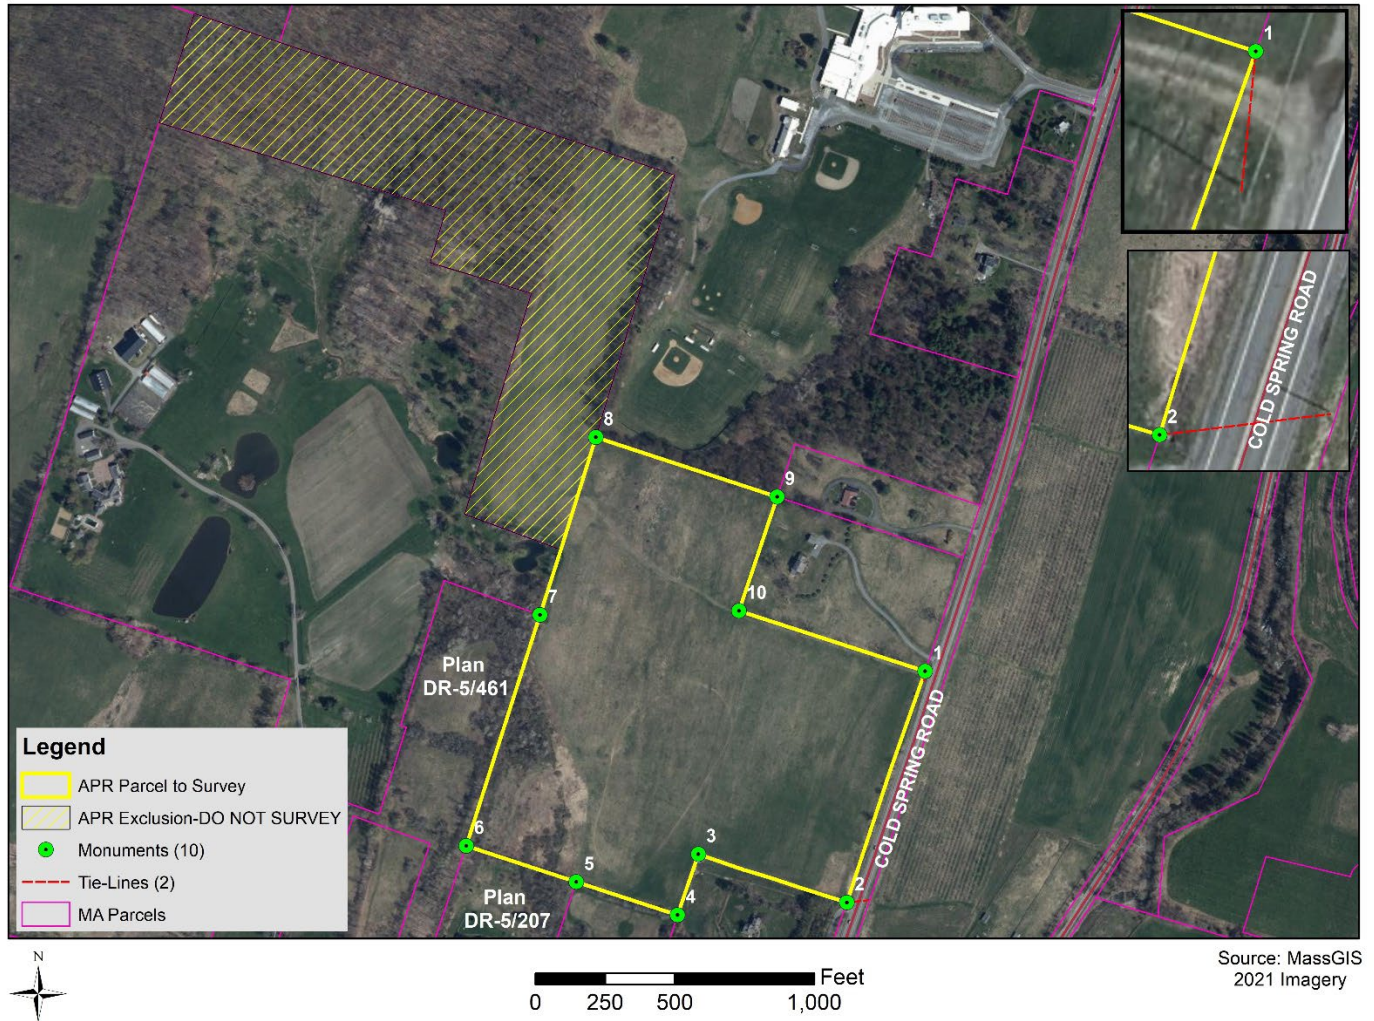 1
COLD SPRING ROAD
2
8
9
10
7
1
Plan
DR-5/461
COLD SPRING ROAD
6
3
5
2
4
Plan
DR-5/207
Legend
APR Parcel to Survey
APR Exclusion-DO NOT SURVEY
Monuments (10)
Tie-Lines (2)
MA Parcels
N
Feet
0 250 500 1,000
Source: MassGIS
2021 Imagery